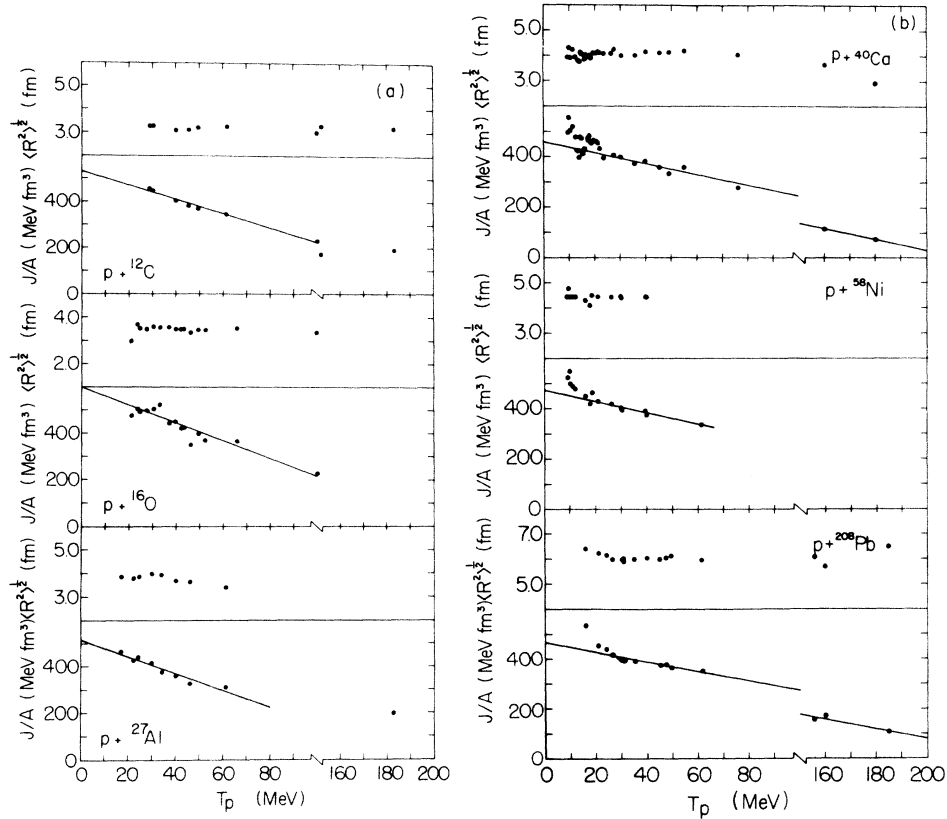 (a)
⟨R²⟩^½ (fm)
5.0
3.0
J/A ( MeV fm³)
400
200
0
p + ¹²C
⟨R²⟩^½ (fm)
4.0
2.0
J/A ( MeV fm³)
400
200
0
p + ¹⁶O
⟨R²⟩^½ (fm)
5.0
3.0
J/A (MeV fm³)
400
200
0
p + ²⁷Al
0 20 40 60 80 160 180 200
Tp (MeV)
(b)
⟨R²⟩^½ (fm)
5.0
3.0
p + ⁴⁰Ca
J/A (MeV fm³)
400
200
0
⟨R²⟩^½ (fm)
5.0
3.0
p + ⁵⁸Ni
J/A (MeV fm³)
400
200
0
⟨R²⟩^½ (fm)
7.0
5.0
p + ²⁰⁸Pb
J/A (MeV fm³)
400
200
0
0 20 40 60 80 160 180 200
Tp (MeV)